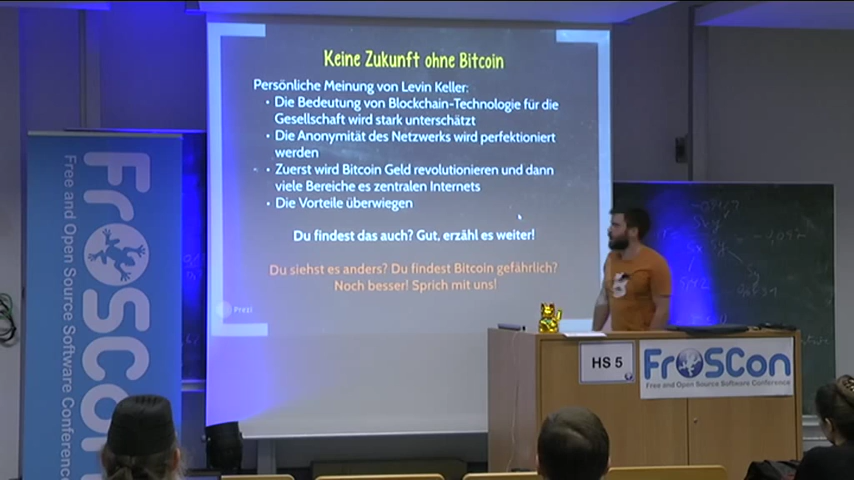 Keine Zukunft ohne Bitcoin
Persönliche Meinung von Levin Keller:
• Die Bedeutung von Blockchain-Technologie für die
Gesellschaft wird stark unterschätzt
• Die Anonymität des Netzwerks wird perfektioniert
werden
• Zuerst wird Bitcoin Geld revolutionieren und dann
viele Bereiche es zentralen Internets
• Die Vorteile überwiegen
Du findest das auch? Gut, erzähl es weiter!
Du siehst es anders? Du findest Bitcoin gefährlich?
Noch besser! Sprich mit uns!
Prezi
FrOSCon
Free and Open Source Software Conference
HS 5
FrOSCon
Free and Open Source Software Conference